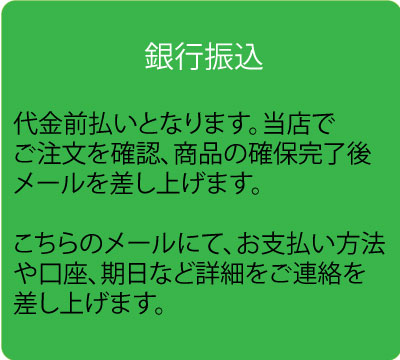 銀行振込
代金前払いとなります。当店で
ご注文を確認、商品の確保完了後
メールを差し上げます。
こちらのメールにて、お支払い方法
や口座、期日など詳細をご連絡を
差し上げます。